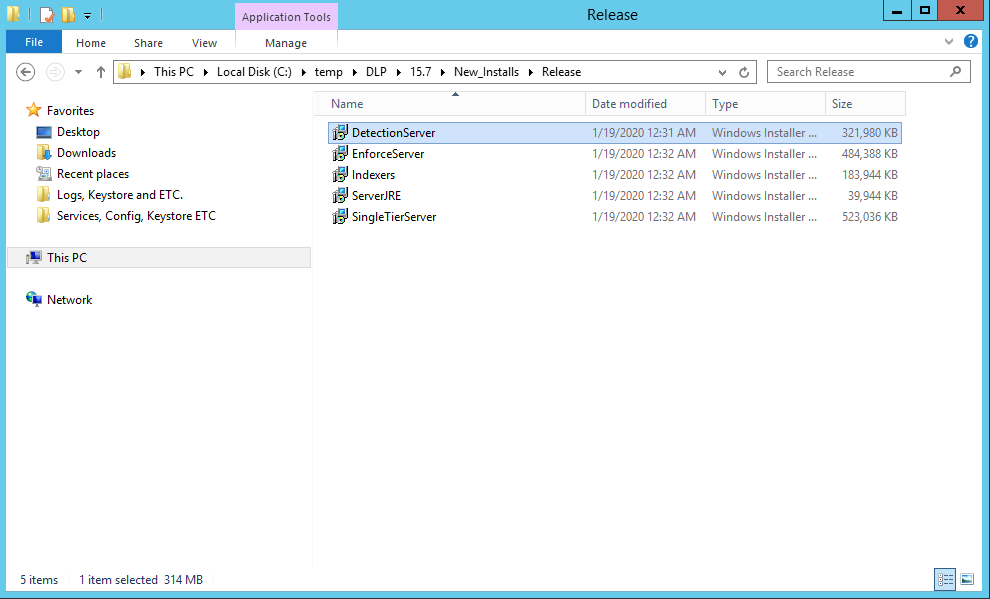 Application Tools
Release
File Home Share View Manage
This PC Local Disk (C:) temp DLP 15.7 New_Installs Release
Search Release
Favorites
Desktop
Downloads
Recent places
Logs, Keystore and ETC.
Services, Config, Keystore ETC
This PC
Network
Name Date modified Type Size
DetectionServer 1/19/2020 12:31 AM Windows Installer ... 321,980 KB
EnforceServer 1/19/2020 12:32 AM Windows Installer ... 484,388 KB
Indexers 1/19/2020 12:32 AM Windows Installer ... 183,944 KB
ServerJRE 1/19/2020 12:32 AM Windows Installer ... 39,944 KB
SingleTierServer 1/19/2020 12:32 AM Windows Installer ... 523,036 KB
5 items 1 item selected 314 MB